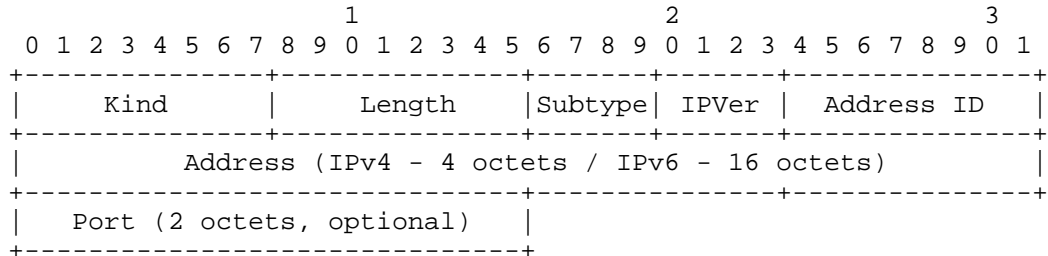 1                   2                   3
 0 1 2 3 4 5 6 7 8 9 0 1 2 3 4 5 6 7 8 9 0 1 2 3 4 5 6 7 8 9 0 1
+---------------+---------------+-------+-------+---------------+
|     Kind      |     Length    |Subtype| IPVer |  Address ID   |
+---------------+---------------+-------+-------+---------------+
|          Address (IPv4 - 4 octets / IPv6 - 16 octets)         |
+-------------------------------+---------------+---------------+
|   Port (2 octets, optional)   |
+-------------------------------+